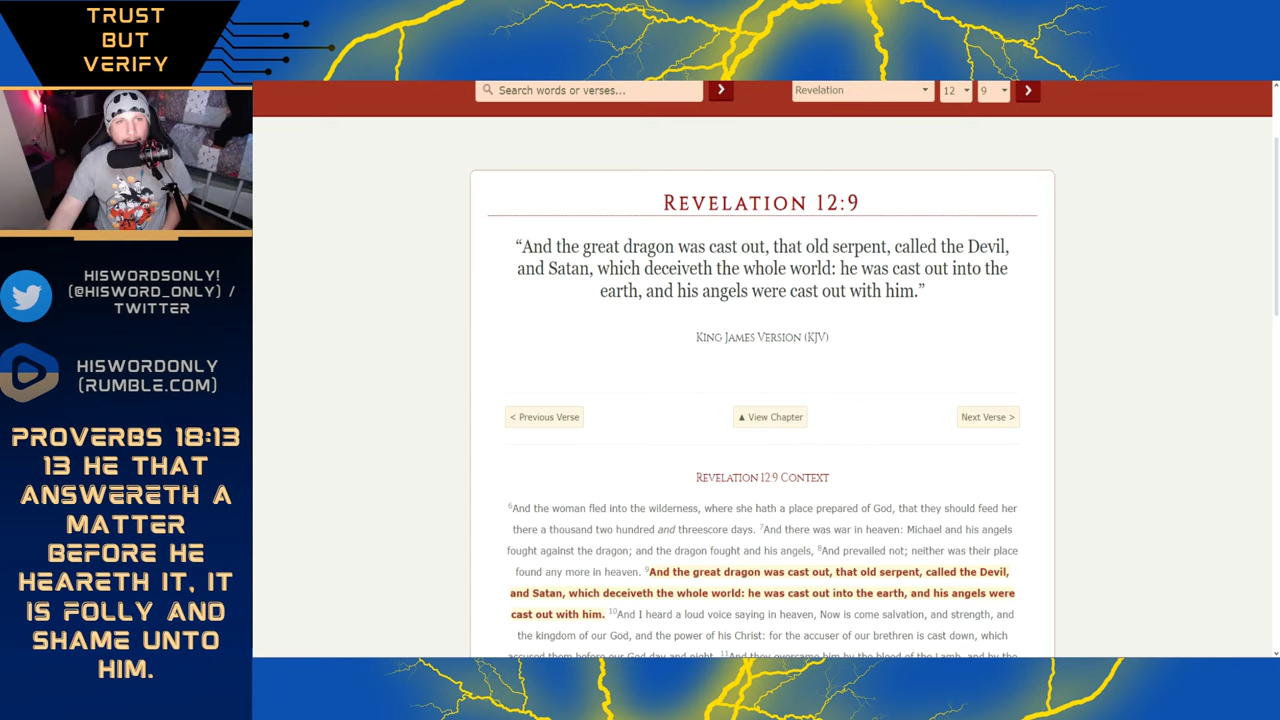 TRUST
BUT
VERIFY
Search words or verses...
Revelation
12
9
REVELATION 12:9
“And the great dragon was cast out, that old serpent, called the Devil,
and Satan, which deceiveth the whole world: he was cast out into the
earth, and his angels were cast out with him.”
KING JAMES VERSION (KJV)
< Previous Verse
▲ View Chapter
Next Verse >
REVELATION 12:9 CONTEXT
6And the woman fled into the wilderness, where she hath a place prepared of God, that they should feed her
there a thousand two hundred and threescore days. 7And there was war in heaven: Michael and his angels
fought against the dragon; and the dragon fought and his angels, 8And prevailed not; neither was their place
found any more in heaven. 9And the great dragon was cast out, that old serpent, called the Devil,
and Satan, which deceiveth the whole world: he was cast out into the earth, and his angels were
cast out with him. 10And I heard a loud voice saying in heaven, Now is come salvation, and strength, and
the kingdom of our God, and the power of his Christ: for the accuser of our brethren is cast down, which
accused them before our God day and night. 11And they overcame him by the blood of the Lamb, and by the
HISWORDSONLY!
(@HISWORD_ONLY) /
TWITTER
HISWORDONLY
(RUMBLE.COM)
PROVERBS 18:13
13 HE THAT
ANSWERETH A
MATTER
BEFORE HE
HEARETH IT, IT
IS FOLLY AND
SHAME UNTO
HIM.